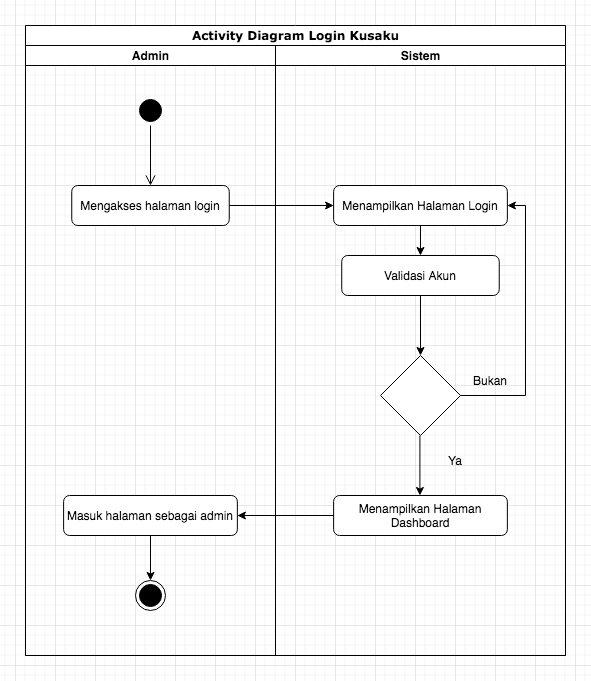 Activity Diagram Login Kusaku
Admin
Sistem
Mengakses halaman login
Menampilkan Halaman Login
Validasi Akun
Bukan
Ya
Masuk halaman sebagai admin
Menampilkan Halaman
Dashboard